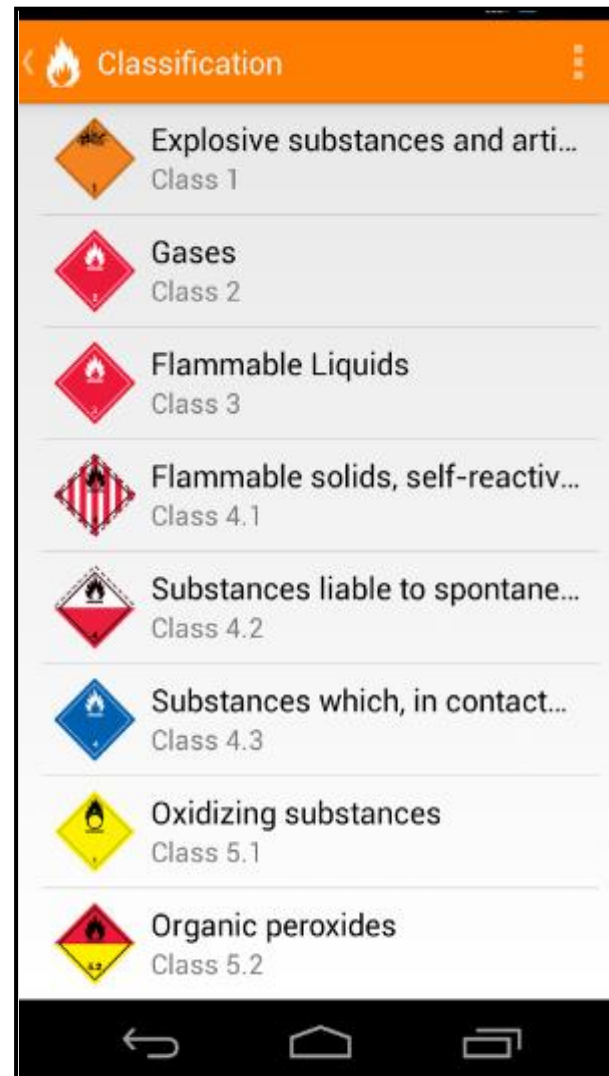 Classification
Explosive substances and arti...
Class 1
Gases
Class 2
Flammable Liquids
Class 3
Flammable solids, self-reactiv...
Class 4.1
Substances liable to spontane...
Class 4.2
Substances which, in contact...
Class 4.3
Oxidizing substances
Class 5.1
Organic peroxides
5.2
Class 5.2